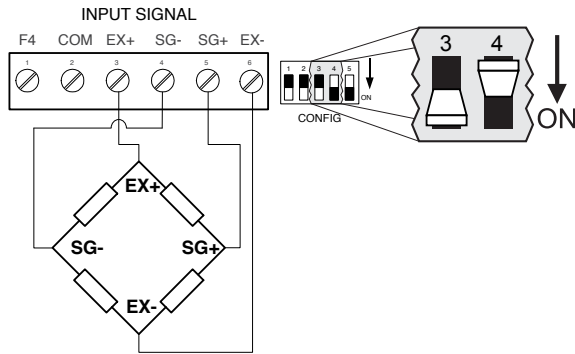 INPUT SIGNAL
F4 COM EX+ SG- SG+ EX-
1 2 3 4 5 6
1 2 3 4 5
ON
CONFIG
3 4
ON
EX+
SG- SG+
EX-